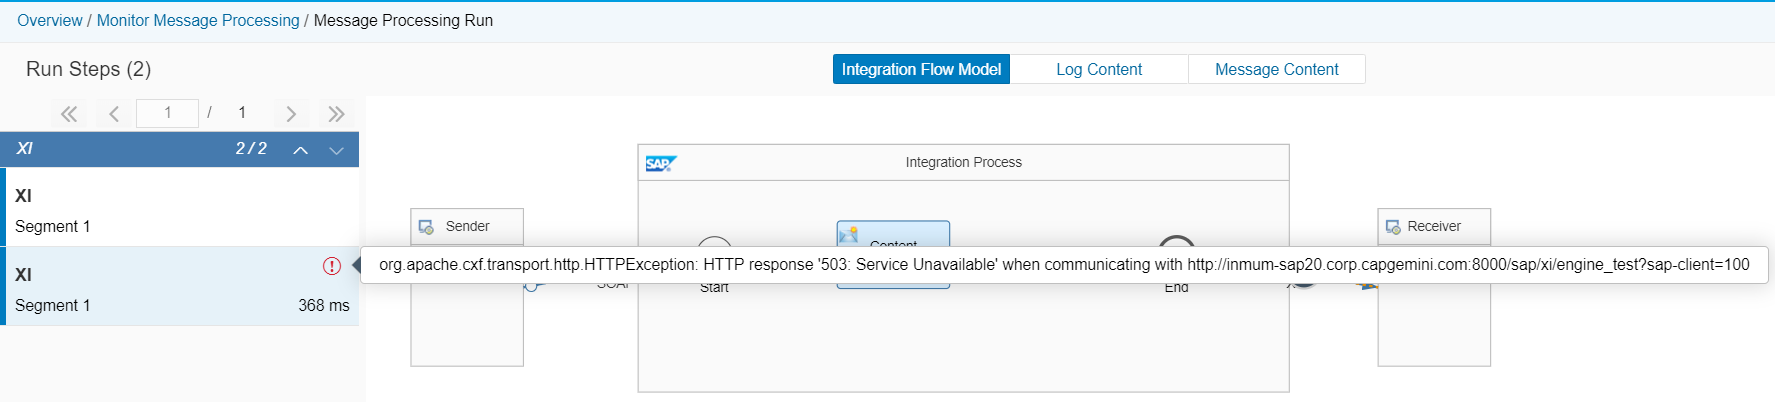 Overview / Monitor Message Processing / Message Processing Run
Run Steps (2)
Integration Flow Model
Log Content
Message Content
1 / 1
XI 2 / 2
XI
Segment 1
XI
Segment 1 368 ms
SAP
Integration Process
Sender
Content
Receiver
org.apache.cxf.transport.http.HTTPException: HTTP response '503: Service Unavailable' when communicating with http://inmum-sap20.corp.capgemini.com:8000/sap/xi/engine_test?sap-client=100
SOAP
Start
End